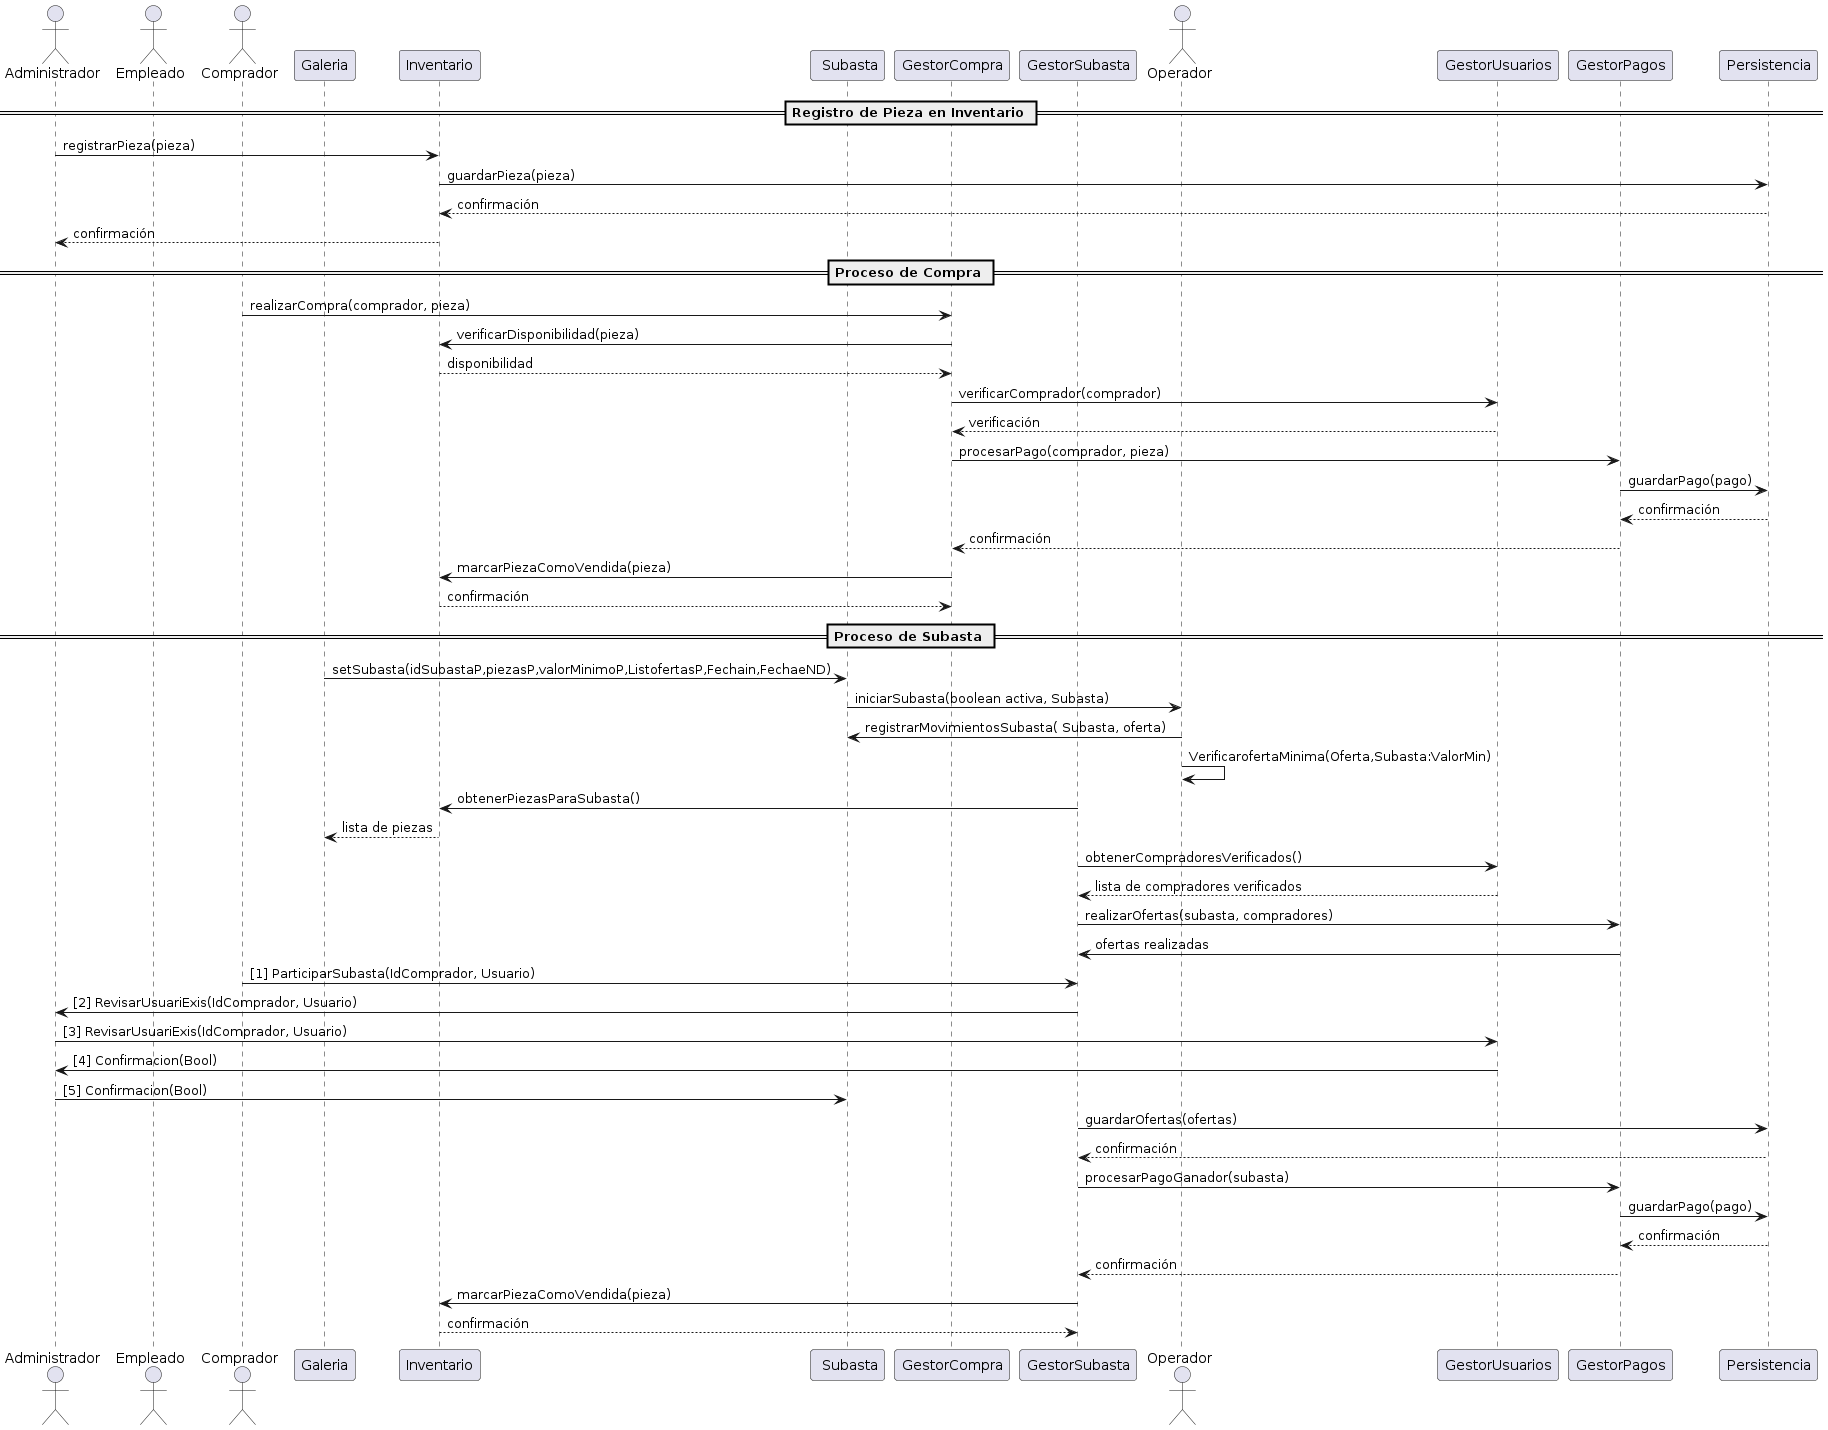 Administrador Empleado Comprador Galeria Inventario Subasta GestorCompra GestorSubasta Operador GestorUsuarios GestorPagos Persistencia
Registro de Pieza en Inventario
registrarPieza(pieza)
guardarPieza(pieza)
confirmación
confirmación
Proceso de Compra
realizarCompra(comprador, pieza)
verificarDisponibilidad(pieza)
disponibilidad
verificarComprador(comprador)
verificación
procesarPago(comprador, pieza)
guardarPago(pago)
confirmación
confirmación
marcarPiezaComoVendida(pieza)
confirmación
Proceso de Subasta
setSubasta(idSubastaP,piezasP,valorMinimoP,ListofertasP,Fechain,FechaeND)
iniciarSubasta(boolean activa, Subasta)
registrarMovimientosSubasta( Subasta, oferta)
VerificarofertaMinima(Oferta,Subasta:ValorMin)
obtenerPiezasParaSubasta()
lista de piezas
obtenerCompradoresVerificados()
lista de compradores verificados
realizarOfertas(subasta, compradores)
ofertas realizadas
[1] ParticiparSubasta(IdComprador, Usuario)
[2] RevisarUsuariExis(IdComprador, Usuario)
[3] RevisarUsuariExis(IdComprador, Usuario)
[4] Confirmacion(Bool)
[5] Confirmacion(Bool)
guardarOfertas(ofertas)
confirmación
procesarPagoGanador(subasta)
guardarPago(pago)
confirmación
confirmación
marcarPiezaComoVendida(pieza)
confirmación
Administrador Empleado Comprador Galeria Inventario Subasta GestorCompra GestorSubasta Operador GestorUsuarios GestorPagos Persistencia